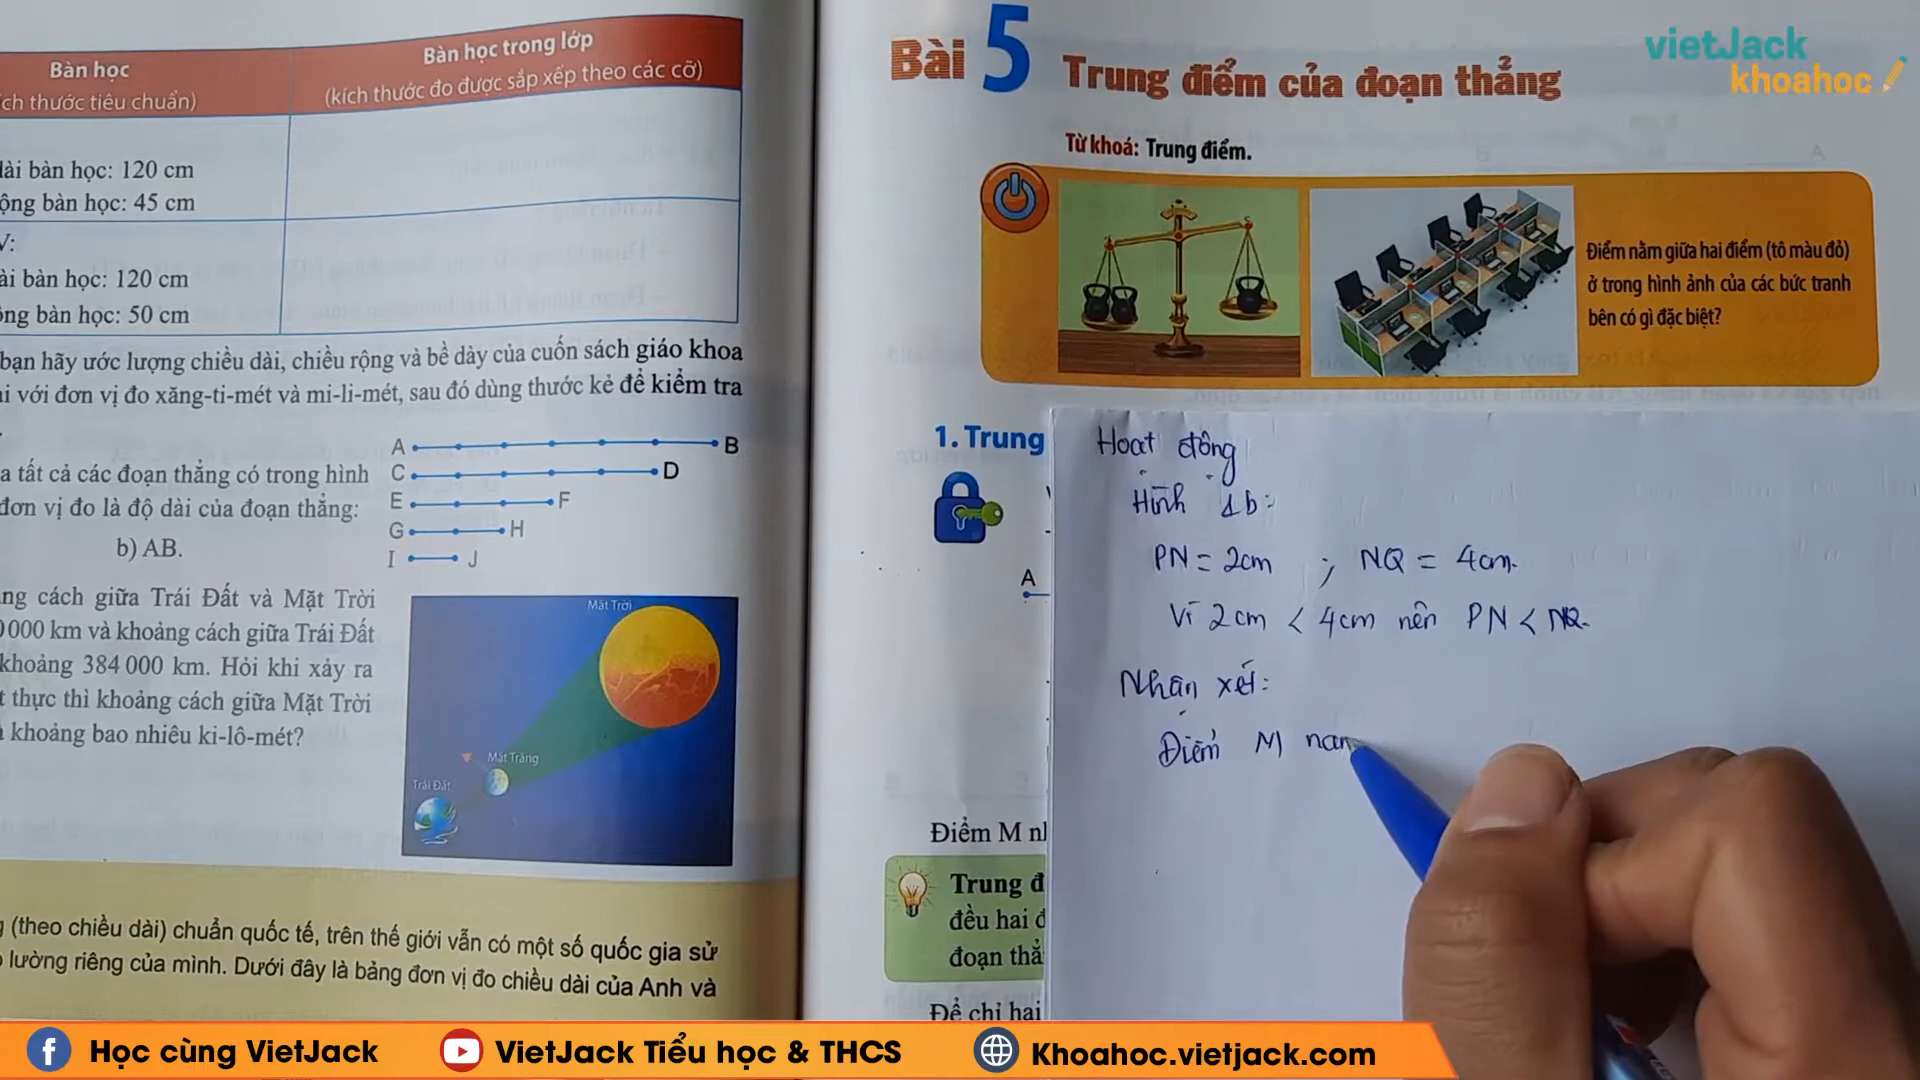 Bàn học
ch thước tiêu chuẩn)
Bàn học trong lớp
(kích thước đo được sắp xếp theo các cỡ)
dài bàn học: 120 cm
ộng bàn học: 45 cm
V:
ài bàn học: 120 cm
ộng bàn học: 50 cm
bạn hãy ước lượng chiều dài, chiều rộng và bề dày của cuốn sách giáo khoa
i với đơn vị đo xăng-ti-mét và mi-li-mét, sau đó dùng thước kẻ để kiểm tra
a tất cả các đoạn thẳng có trong hình
đơn vị đo là độ dài của đoạn thẳng:
b) AB.
A B
C D
E F
G H
I J
ng cách giữa Trái Đất và Mặt Trời
0 000 km và khoảng cách giữa Trái Đất
khoảng 384 000 km. Hỏi khi xảy ra
t thực thì khoảng cách giữa Mặt Trời
khoảng bao nhiêu ki-lô-mét?
Mặt Trời
Mặt Trăng
Trái Đất
(theo chiều dài) chuẩn quốc tế, trên thế giới vẫn có một số quốc gia sử
lường riêng của mình. Dưới đây là bảng đơn vị đo chiều dài của Anh và
Bài 5 Trung điểm của đoạn thẳng
Từ khoá: Trung điểm.
Điểm nằm giữa hai điểm (tô màu đỏ)
ở trong hình ảnh của các bức tranh
bên có gì đặc biệt?
1. Trung
A
Điểm M nl
Trung đ
đều hai đ
đoạn thẳ
Để chỉ hai
Hoạt động
Hình 1b:
PN = 2cm ; NQ = 4cm.
Vì 2cm < 4cm nên PN < NQ.
Nhận xét:
Điểm M nan
vietJack
khoahoc
Học cùng VietJack
VietJack Tiểu học & THCS
Khoahoc.vietjack.com